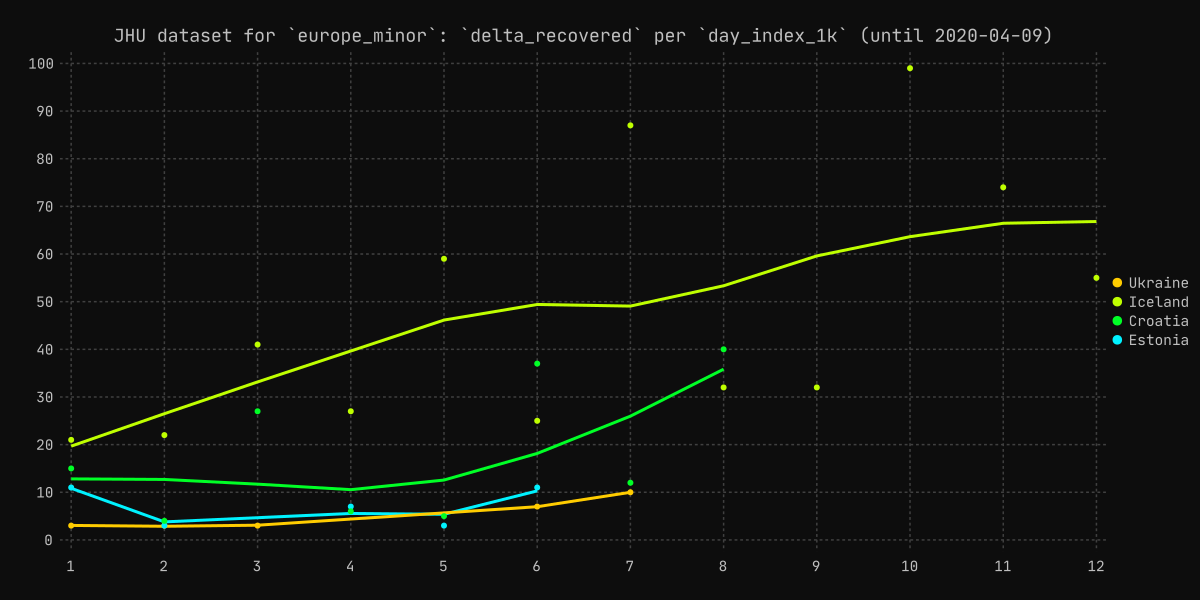 JHU dataset for `europe_minor`: `delta_recovered` per `day_index_1k` (until 2020-04-09)
100
90
80
70
60
50
40
30
20
10
0
1 2 3 4 5 6 7 8 9 10 11 12
Ukraine
Iceland
Croatia
Estonia